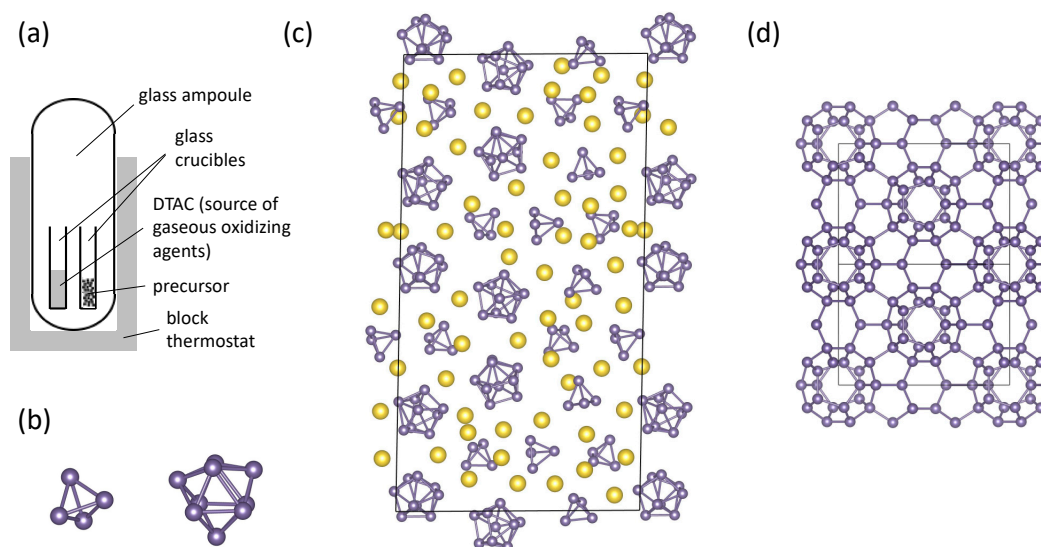 (a)
glass ampoule
glass
crucibles
DTAC (source of
gaseous oxidizing
agents)
precursor
block
thermostat
(b)
(c)
(d)